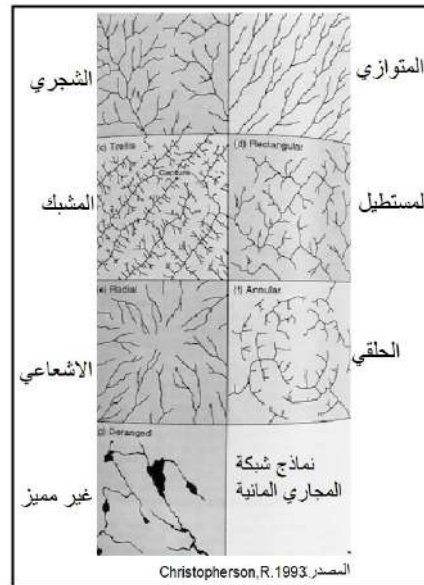 الشجري
المتوازي
(c) Trellis
(d) Rectangular
Capture
المشبك
لمستطيل
(e) Radial
(f) Annular
الاشعاعي
الحلقي
(g) Deranged
غير مميز
نماذج شبكة
المجاري المائية
المصدر.Christopherson,R.1993